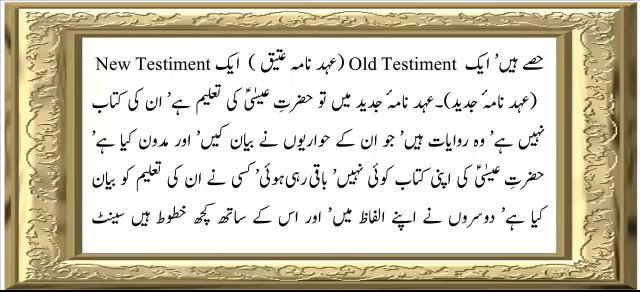 حصے ہیں’ ایک Old Testiment (عہد نامہ عتیق ) ایک New Testiment
(عہد نامۂ جدید)۔عہد نامۂ جدید میں تو حضرتِ عیسیٰؑ کی تعلیم ہے’ ان کی کتاب
نہیں ہے’ وہ روایات ہیں’ جو ان کے حواریوں نے بیان کیں’ اور مدون کیا ہے’
حضرتِ عیسیٰؑ کی اپنی کتاب کوئی نہیں’ باقی رہی ہوئی’ کسی نے ان کی تعلیم کو بیان
کیا ہے’ دوسروں نے اپنے الفاظ میں’ اور اس کے ساتھ کچھ خطوط ہیں سینٹ